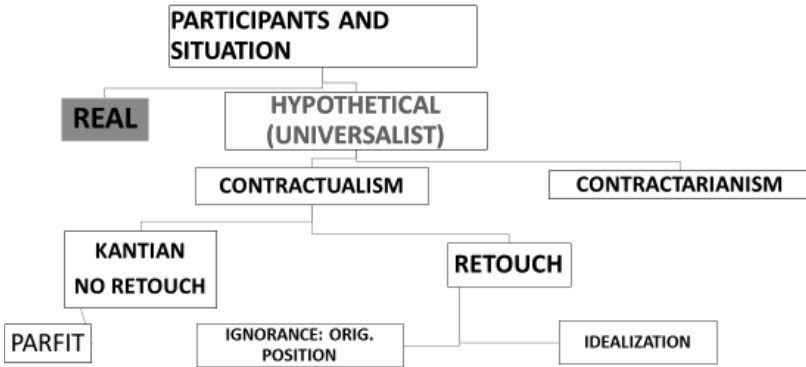 PARTICIPANTS AND
SITUATION
REAL
HYPOTHETICAL
(UNIVERSALIST)
CONTRACTUALISM
CONTRACTARIANISM
KANTIAN
NO RETOUCH
RETOUCH
PARFIT
IGNORANCE: ORIG.
POSITION
IDEALIZATION